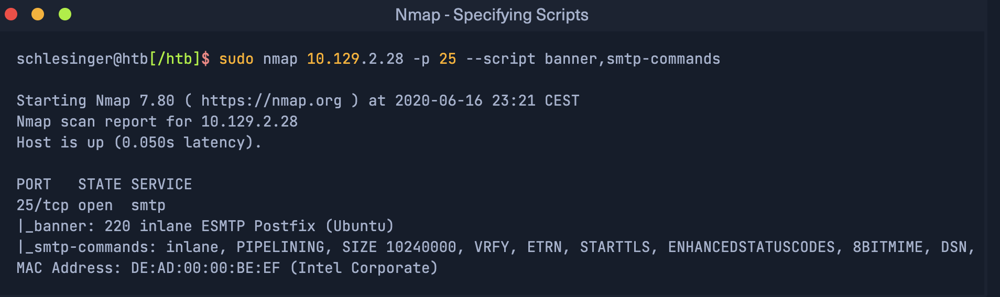 Nmap - Specifying Scripts
schlesinger@htb[/htb]$ sudo nmap 10.129.2.28 -p 25 --script banner,smtp-commands
Starting Nmap 7.80 ( https://nmap.org ) at 2020-06-16 23:21 CEST
Nmap scan report for 10.129.2.28
Host is up (0.050s latency).
PORT   STATE SERVICE
25/tcp open  smtp
|_banner: 220 inlane ESMTP Postfix (Ubuntu)
|_smtp-commands: inlane, PIPELINING, SIZE 10240000, VRFY, ETRN, STARTTLS, ENHANCEDSTATUSCODES, 8BITMIME, DSN,
MAC Address: DE:AD:00:00:BE:EF (Intel Corporate)